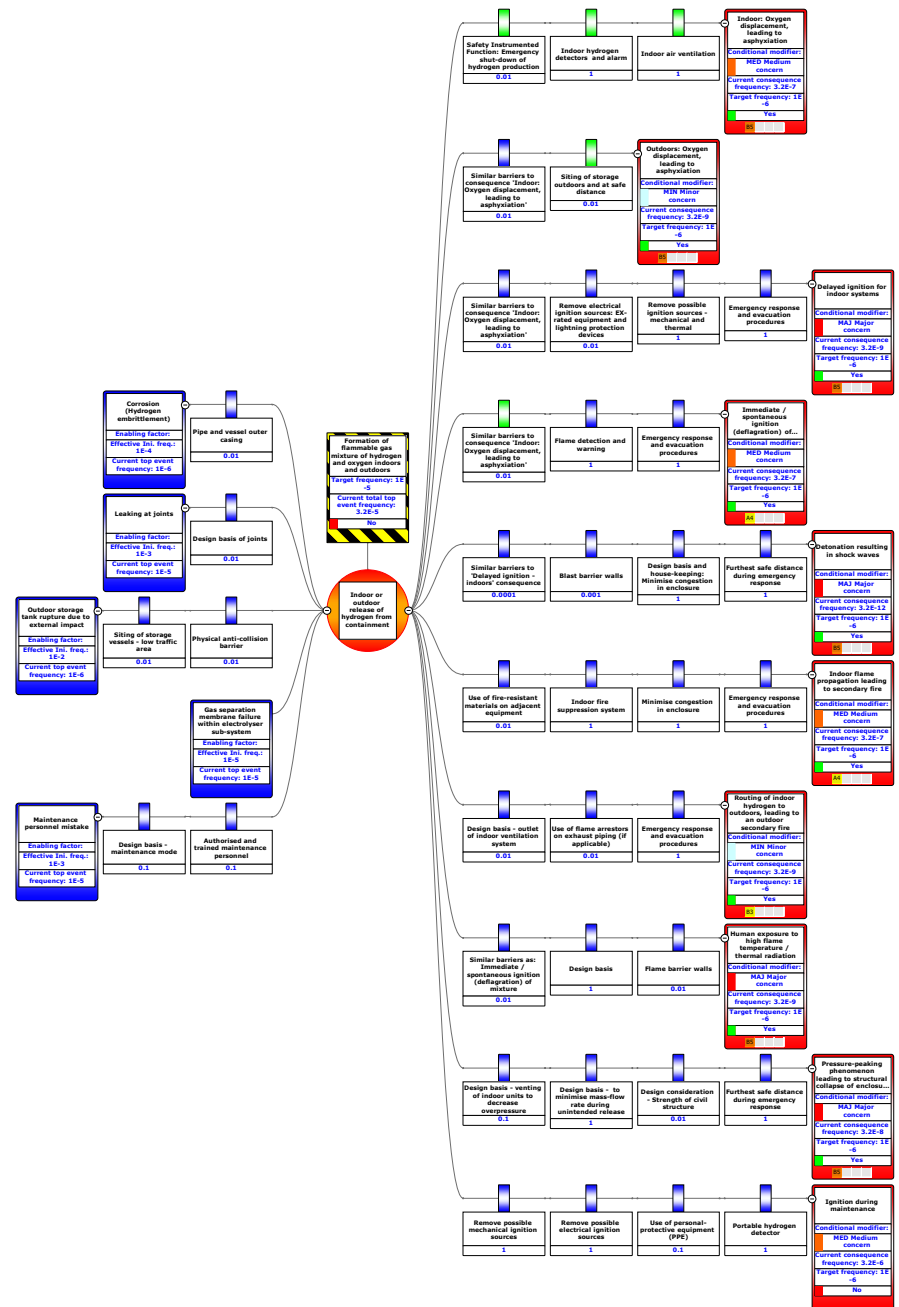 Safety Instrumented
Function: Emergency
shut-down of
hydrogen production
0.01
Indoor hydrogen
detectors and alarm
1
Indoor air ventilation
1
Indoor: Oxygen
displacement,
leading to
asphyxiation
Conditional modifier:
MED Medium
concern
Current consequence
frequency: 3.2E-7
Target frequency: 1E
-6
Yes
B5
Similar barriers to
consequence 'Indoor:
Oxygen displacement,
leading to
asphyxiation'
0.01
Siting of storage
outdoors and at safe
distance
0.01
Outdoors: Oxygen
displacement,
leading to
asphyxiation
Conditional modifier:
MIN Minor
concern
Current consequence
frequency: 3.2E-9
Target frequency: 1E
-6
Yes
B5
Similar barriers to
consequence 'Indoor:
Oxygen displacement,
leading to
asphyxiation'
0.01
Remove electrical
ignition sources: EX-
rated equipment and
lightning protection
devices
0.01
Remove possible
ignition sources -
mechanical and
thermal
1
Emergency response
and evacuation
procedures
1
Delayed ignition for
indoor systems
Conditional modifier:
MAJ Major
concern
Current consequence
frequency: 3.2E-9
Target frequency: 1E
-6
Yes
B5
Corrosion
(Hydrogen
embrittlement)
Enabling factor:
Effective Ini. freq.:
1E-4
Current top event
frequency: 1E-6
Pipe and vessel outer
casing
0.01
Leaking at joints
Enabling factor:
Effective Ini. freq.:
1E-3
Current top event
frequency: 1E-5
Design basis of joints
0.01
Outdoor storage
tank rupture due to
external impact
Enabling factor:
Effective Ini. freq.:
1E-2
Current top event
frequency: 1E-6
Siting of storage
vessels - low traffic
area
0.01
Physical anti-collision
barrier
0.01
Gas separation
membrane failure
within electrolyser
sub-system
Enabling factor:
Effective Ini. freq.:
1E-5
Current top event
frequency: 1E-5
Maintenance
personnel mistake
Enabling factor:
Effective Ini. freq.:
1E-3
Current top event
frequency: 1E-5
Design basis -
maintenance mode
0.1
Authorised and
trained maintenance
personnel
0.1
Formation of
flammable gas
mixture of hydrogen
and oxygen indoors
and outdoors
Target frequency: 1E
-5
Current total top
event frequency:
3.2E-5
No
Indoor or
outdoor
release of
hydrogen from
containment
Similar barriers to
consequence 'Indoor:
Oxygen displacement,
leading to
asphyxiation'
0.01
Flame detection and
warning
1
Emergency response
and evacuation
procedures
1
Immediate /
spontaneous
ignition
(deflagration) of...
Conditional modifier:
MED Medium
concern
Current consequence
frequency: 3.2E-7
Target frequency: 1E
-6
Yes
A4
Similar barriers to
'Delayed ignition -
indoors' consequence
0.0001
Blast barrier walls
0.001
Design basis and
house-keeping:
Minimise congestion
in enclosure
1
Furthest safe distance
during emergency
response
1
Detonation resulting
in shock waves
Conditional modifier:
MAJ Major
concern
Current consequence
frequency: 3.2E-12
Target frequency: 1E
-6
Yes
B5
Use of fire-resistant
materials on adjacent
equipment
0.01
Indoor fire
suppression system
1
Minimise congestion
in enclosure
1
Emergency response
and evacuation
procedures
1
Indoor flame
propagation leading
to secondary fire
Conditional modifier:
MED Medium
concern
Current consequence
frequency: 3.2E-7
Target frequency: 1E
-6
Yes
A4
Design basis - outlet
of indoor ventilation
system
0.01
Use of flame arrestors
on exhaust piping (if
applicable)
0.01
Emergency response
and evacuation
procedures
1
Routing of indoor
hydrogen to
outdoors, leading to
an outdoor
secondary fire
Conditional modifier:
MIN Minor
concern
Current consequence
frequency: 3.2E-9
Target frequency: 1E
-6
Yes
B3
Similar barriers as:
Immediate /
spontaneous ignition
(deflagration) of
mixture
0.01
Design basis
1
Flame barrier walls
0.01
Human exposure to
high flame
temperature /
thermal radiation
Conditional modifier:
MAJ Major
concern
Current consequence
frequency: 3.2E-9
Target frequency: 1E
-6
Yes
B5
Design basis - venting
of indoor units to
decrease
overpressure
0.1
Design basis - to
minimise mass-flow
rate during
unintended release
1
Design consideration
- Strength of civil
structure
0.01
Furthest safe distance
during emergency
response
1
Pressure-peaking
phenomenon
leading to structural
collapse of enclosu...
Conditional modifier:
MAJ Major
concern
Current consequence
frequency: 3.2E-8
Target frequency: 1E
-6
Yes
B5
Remove possible
mechanical ignition
sources
1
Remove possible
electrical ignition
sources
1
Use of personal-
protective equipment
(PPE)
0.1
Portable hydrogen
detector
1
Ignition during
maintenance
Conditional modifier:
MED Medium
concern
Current consequence
frequency: 3.2E-6
Target frequency: 1E
-6
No